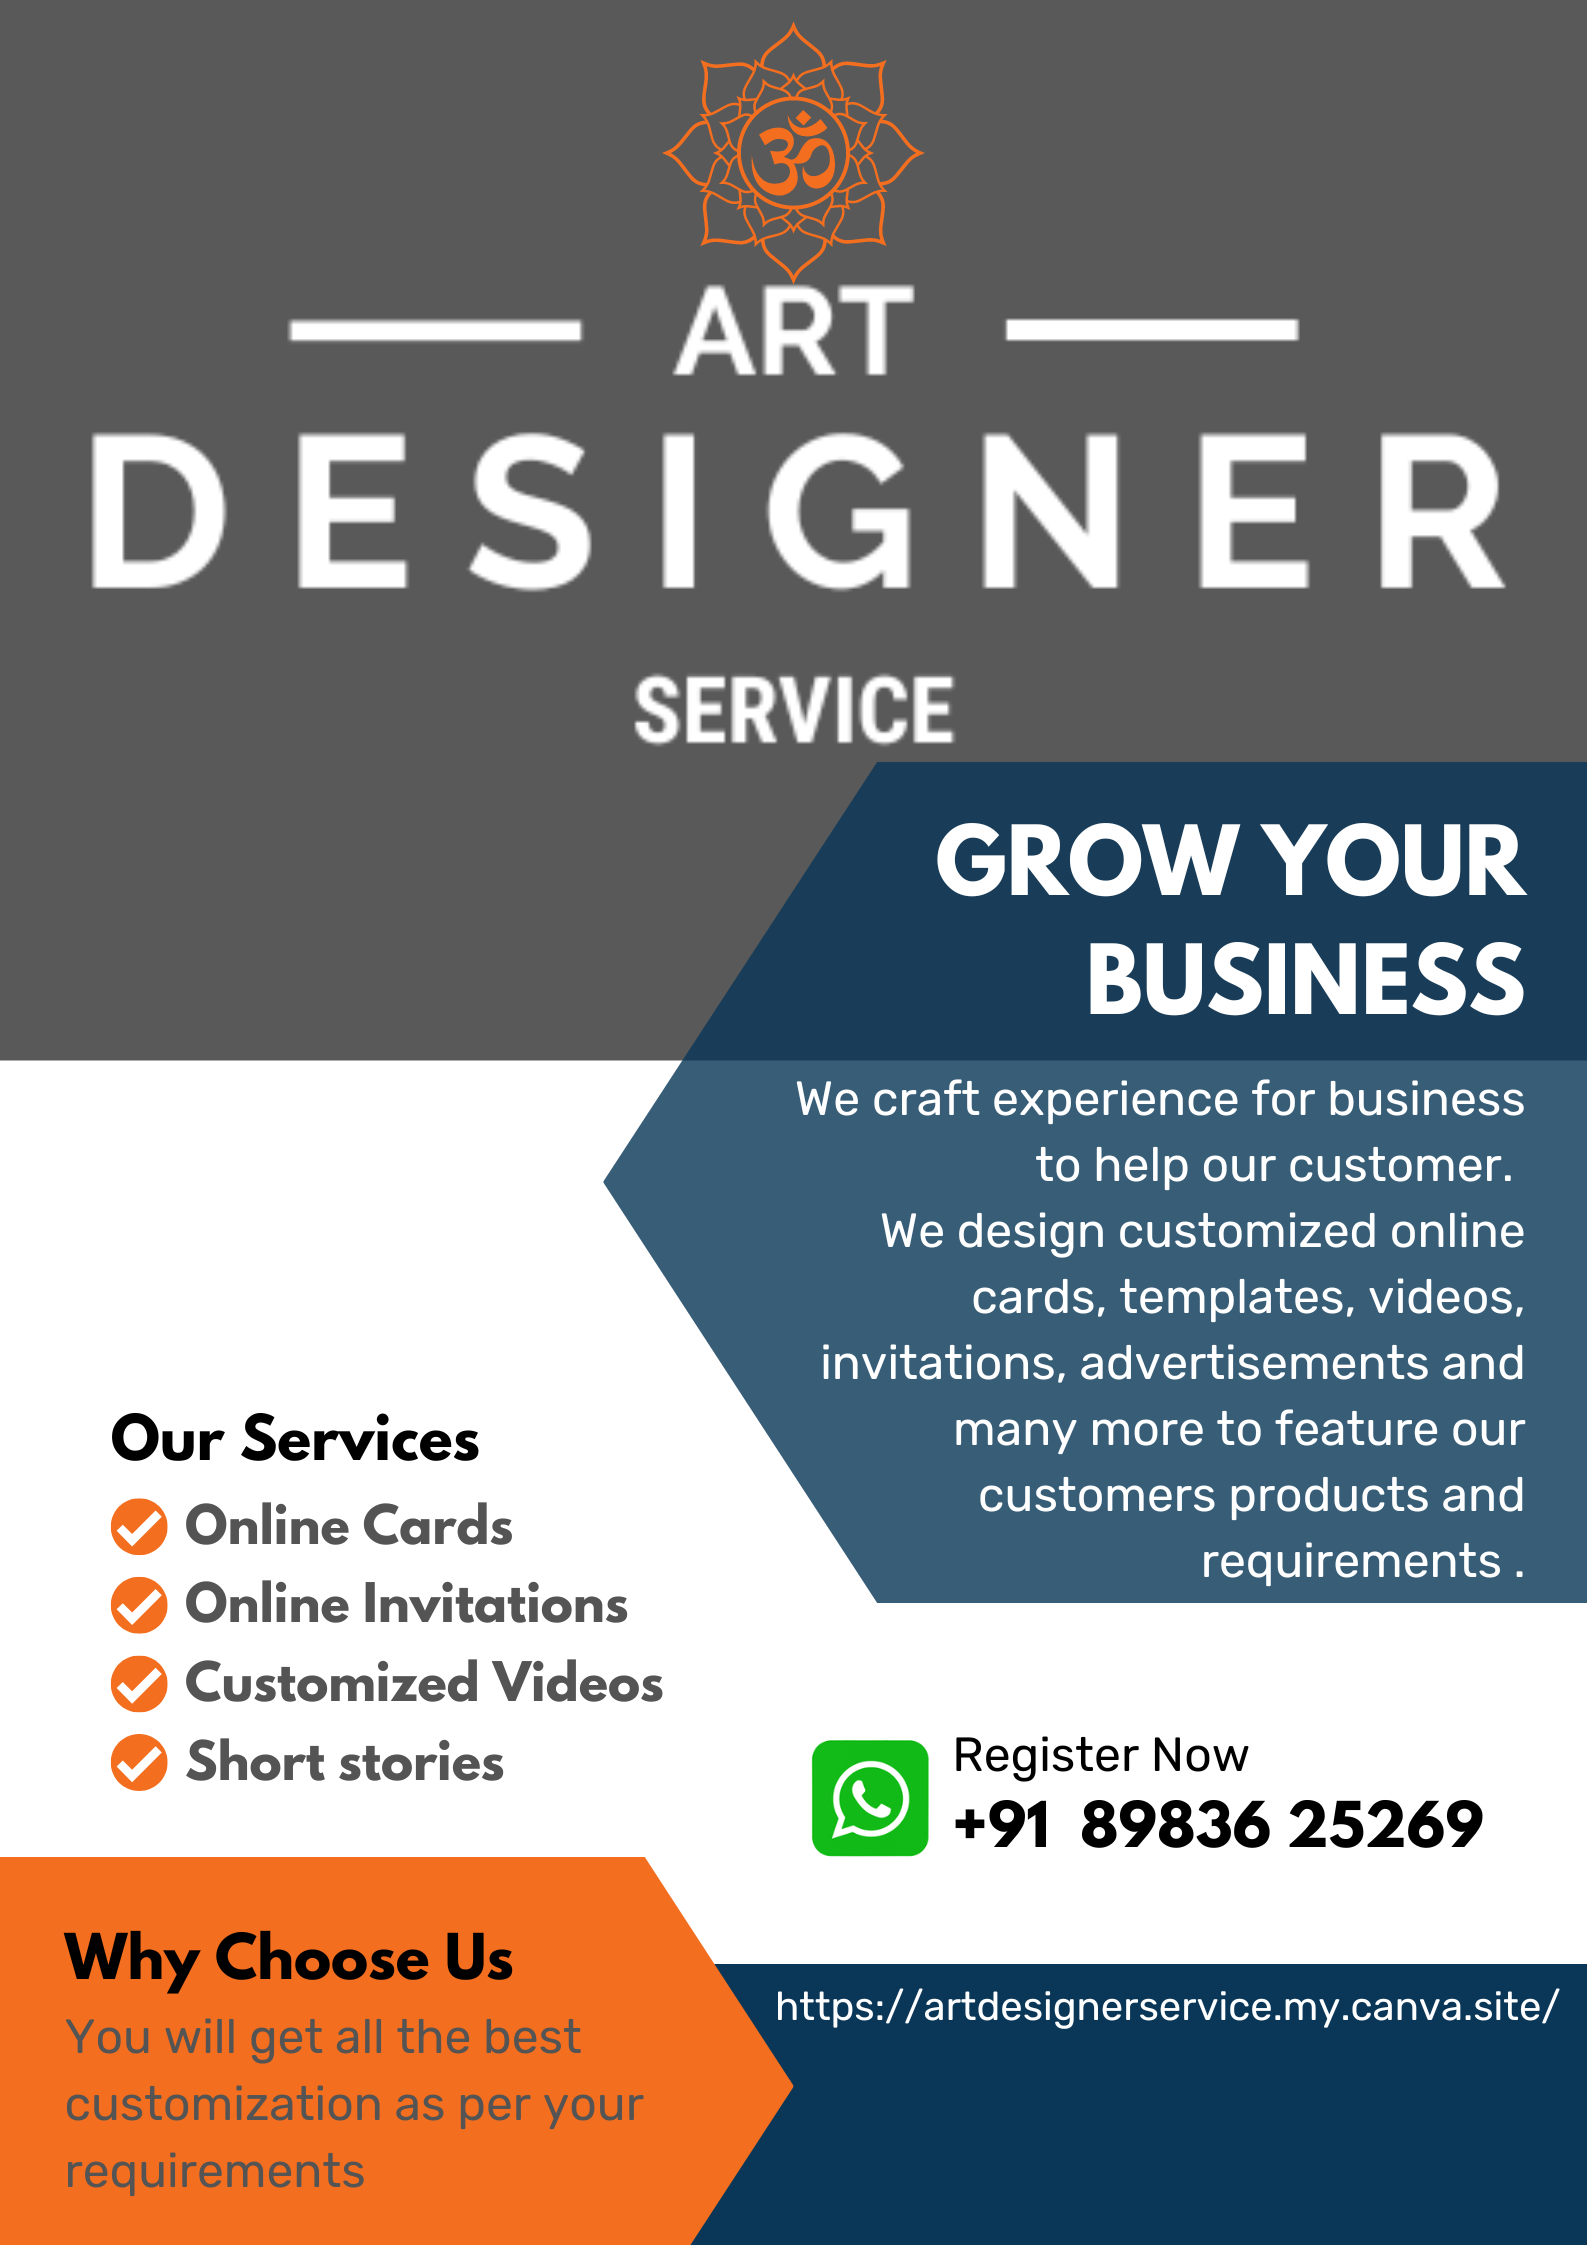 ॐ
ART
DESIGNER
SERVICE
GROW YOUR
BUSINESS
We craft experience for business
to help our customer.
We design customized online
cards, templates, videos,
invitations, advertisements and
many more to feature our
customers products and
requirements .
Our Services
Online Cards
Online Invitations
Customized Videos
Short stories
Register Now
+91 89836 25269
Why Choose Us
You will get all the best
customization as per your
requirements
https://artdesignerservice.my.canva.site/